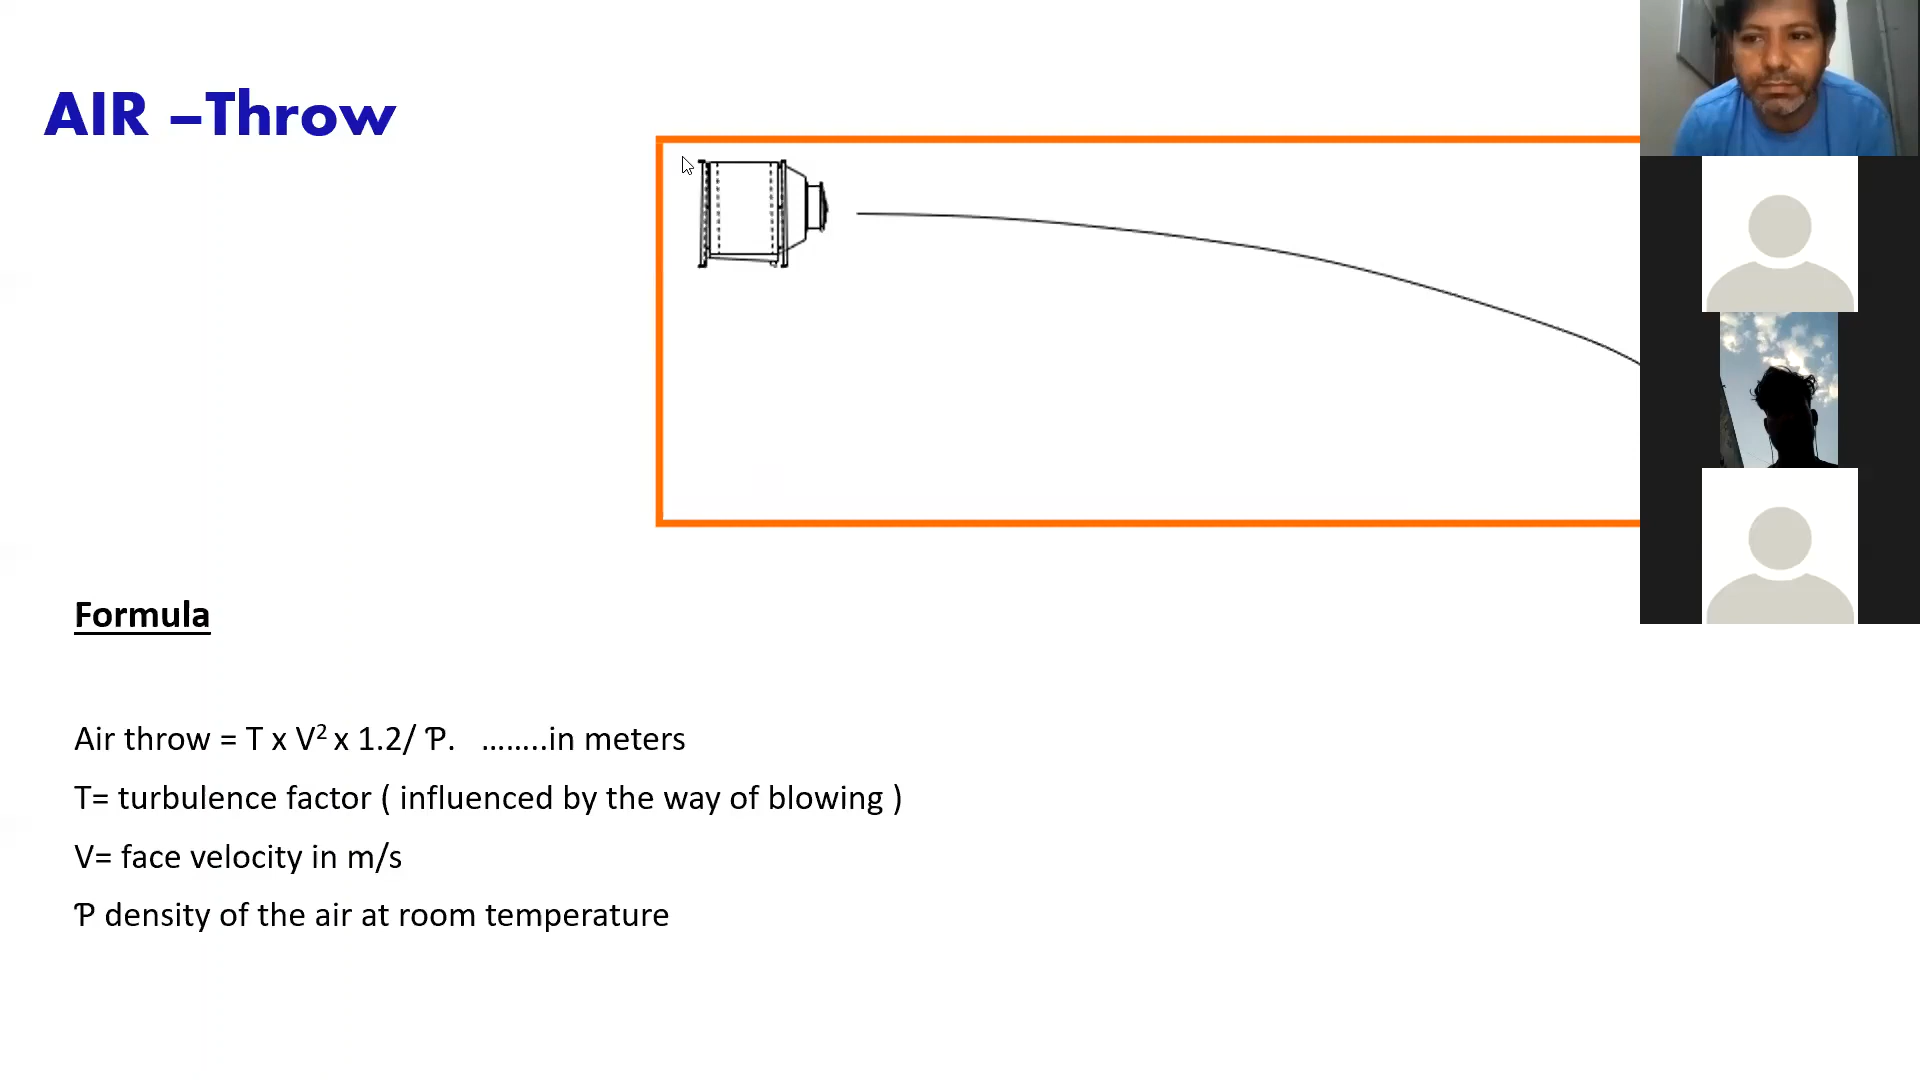 AIR –Throw
Formula
Air throw = T x V² x 1.2/ Ƥ. ……..in meters
T= turbulence factor ( influenced by the way of blowing )
V= face velocity in m/s
Ƥ density of the air at room temperature